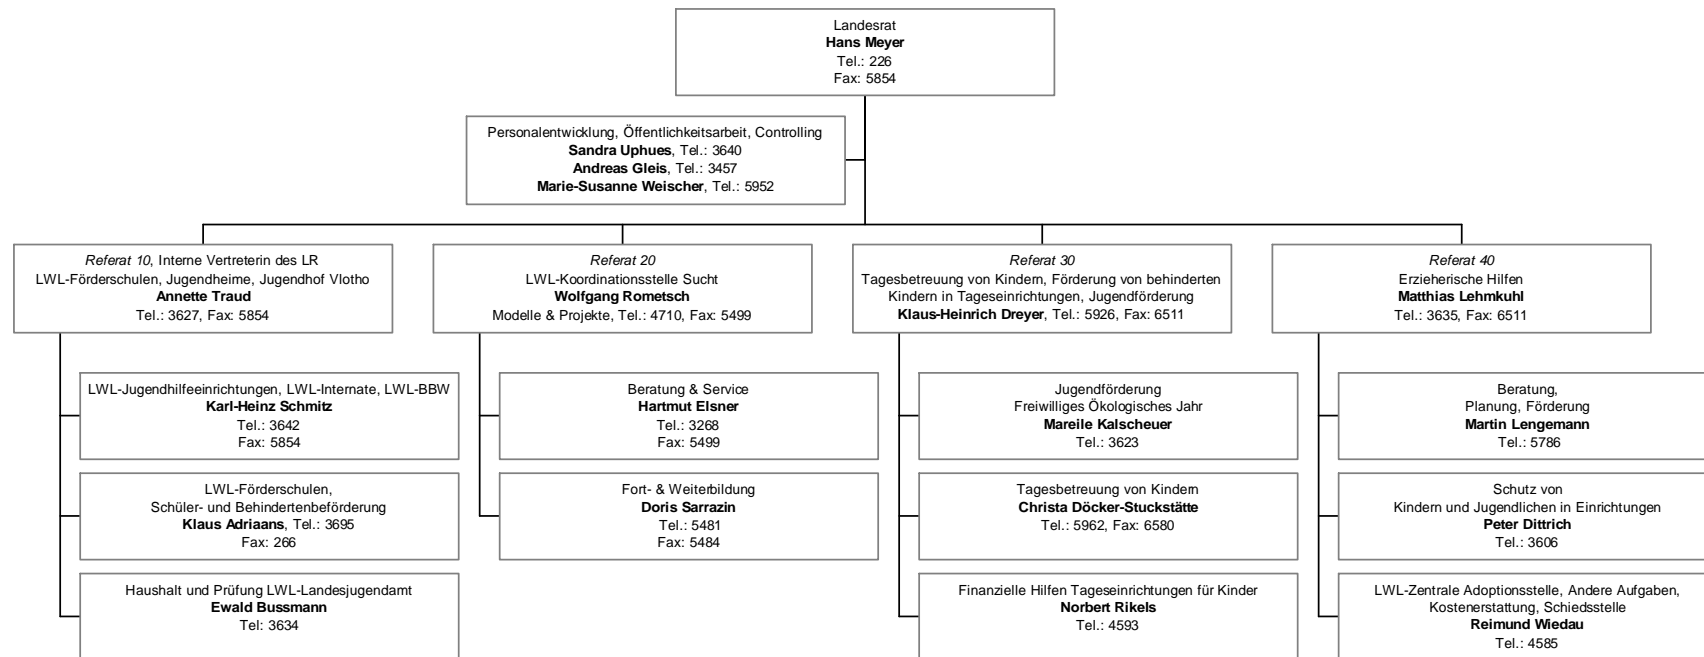 Landesrat
Hans Meyer
Tel.: 226
Fax: 5854
Personalentwicklung, Öffentlichkeitsarbeit, Controlling
Sandra Uphues, Tel.: 3640
Andreas Gleis, Tel.: 3457
Marie-Susanne Weischer, Tel.: 5952
Referat 10, Interne Vertreterin des LR
LWL-Förderschulen, Jugendheime, Jugendhof Vlotho
Annette Traud
Tel.: 3627, Fax: 5854
Referat 20
LWL-Koordinationsstelle Sucht
Wolfgang Rometsch
Modelle & Projekte, Tel.: 4710, Fax: 5499
Referat 30
Tagesbetreuung von Kindern, Förderung von behinderten
Kindern in Tageseinrichtungen, Jugendförderung
Klaus-Heinrich Dreyer, Tel.: 5926, Fax: 6511
Referat 40
Erzieherische Hilfen
Matthias Lehmkuhl
Tel.: 3635, Fax: 6511
LWL-Jugendhilfeeinrichtungen, LWL-Internate, LWL-BBW
Karl-Heinz Schmitz
Tel.: 3642
Fax: 5854
Beratung & Service
Hartmut Elsner
Tel.: 3268
Fax: 5499
Jugendförderung
Freiwilliges Ökologisches Jahr
Mareile Kalscheuer
Tel.: 3623
Beratung,
Planung, Förderung
Martin Lengemann
Tel.: 5786
LWL-Förderschulen,
Schüler- und Behindertenbeförderung
Klaus Adriaans, Tel.: 3695
Fax: 266
Fort- & Weiterbildung
Doris Sarrazin
Tel.: 5481
Fax: 5484
Tagesbetreuung von Kindern
Christa Döcker-Stuckstätte
Tel.: 5962, Fax: 6580
Schutz von
Kindern und Jugendlichen in Einrichtungen
Peter Dittrich
Tel.: 3606
Haushalt und Prüfung LWL-Landesjugendamt
Ewald Bussmann
Tel: 3634
Finanzielle Hilfen Tageseinrichtungen für Kinder
Norbert Rikels
Tel.: 4593
LWL-Zentrale Adoptionsstelle, Andere Aufgaben,
Kostenerstattung, Schiedsstelle
Reimund Wiedau
Tel.: 4585